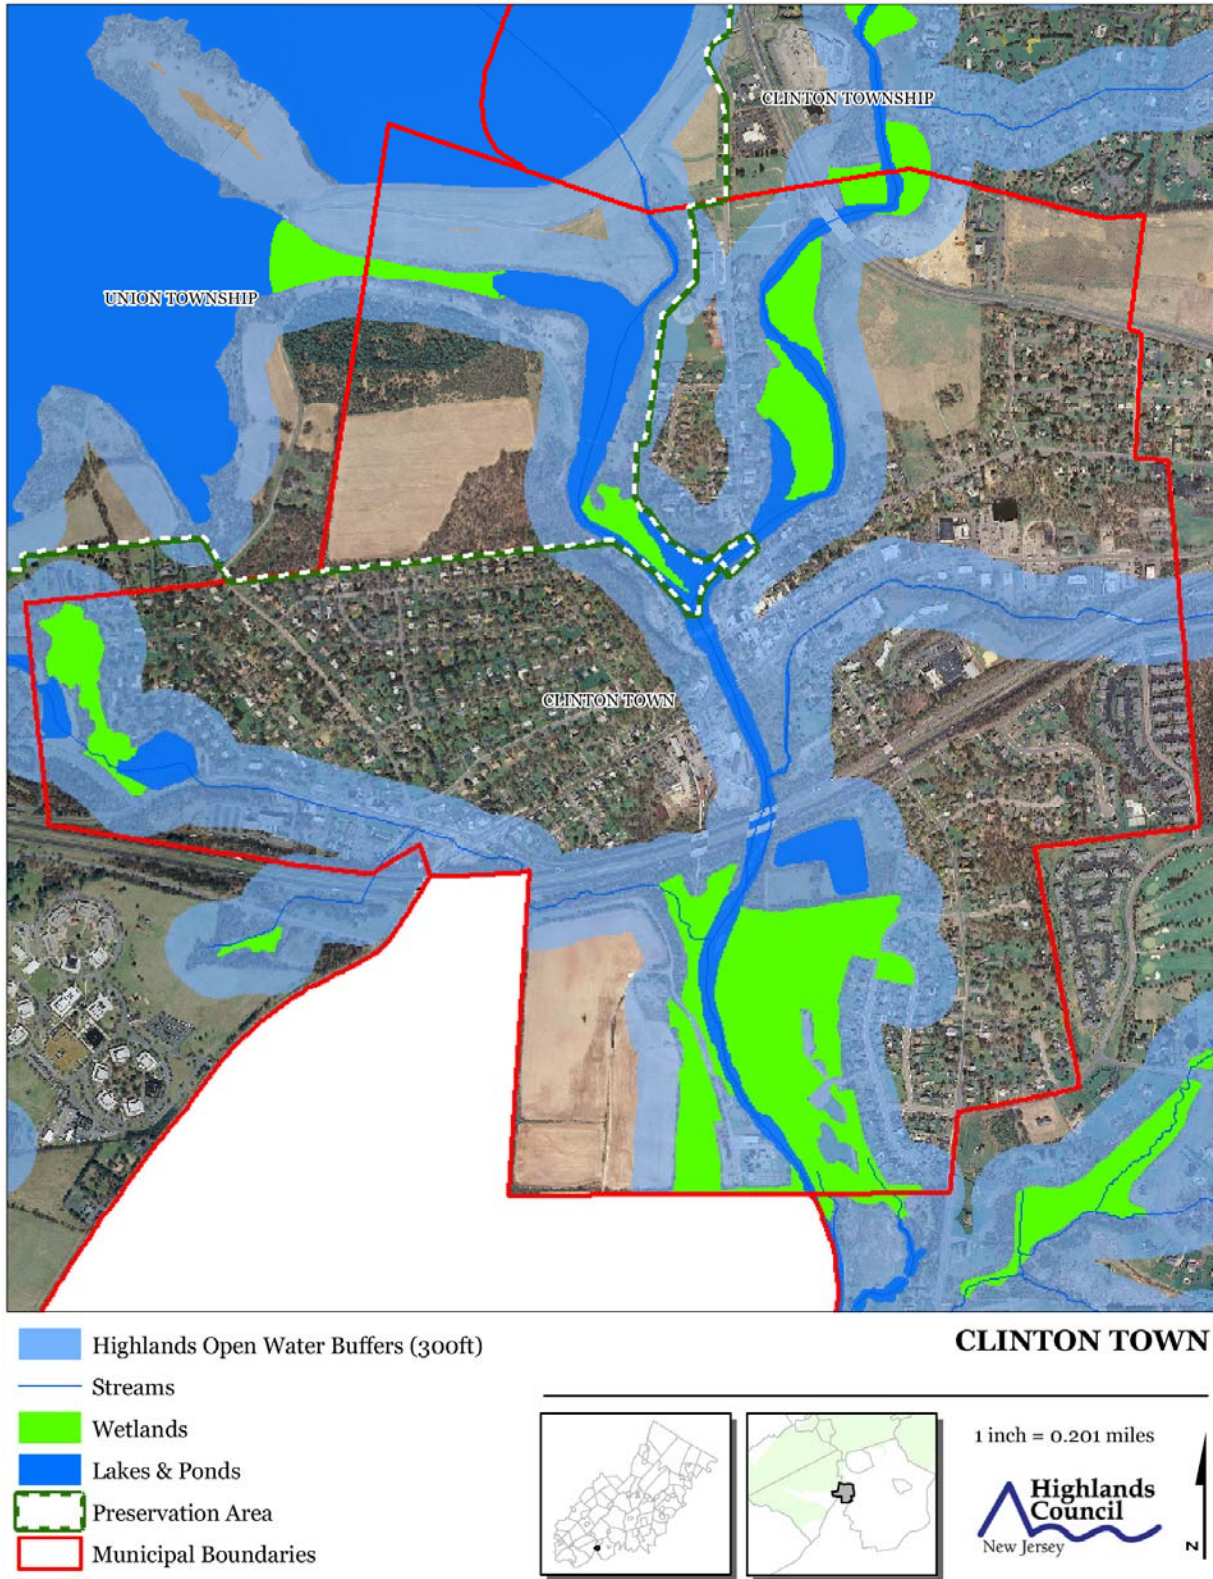 CLINTON TOWNSHIP
UNION TOWNSHIP
CLINTON TOWN
Highlands Open Water Buffers (300ft)
Streams
Wetlands
Lakes & Ponds
Preservation Area
Municipal Boundaries
CLINTON TOWN
1 inch = 0.201 miles
Highlands
Council
New Jersey
N